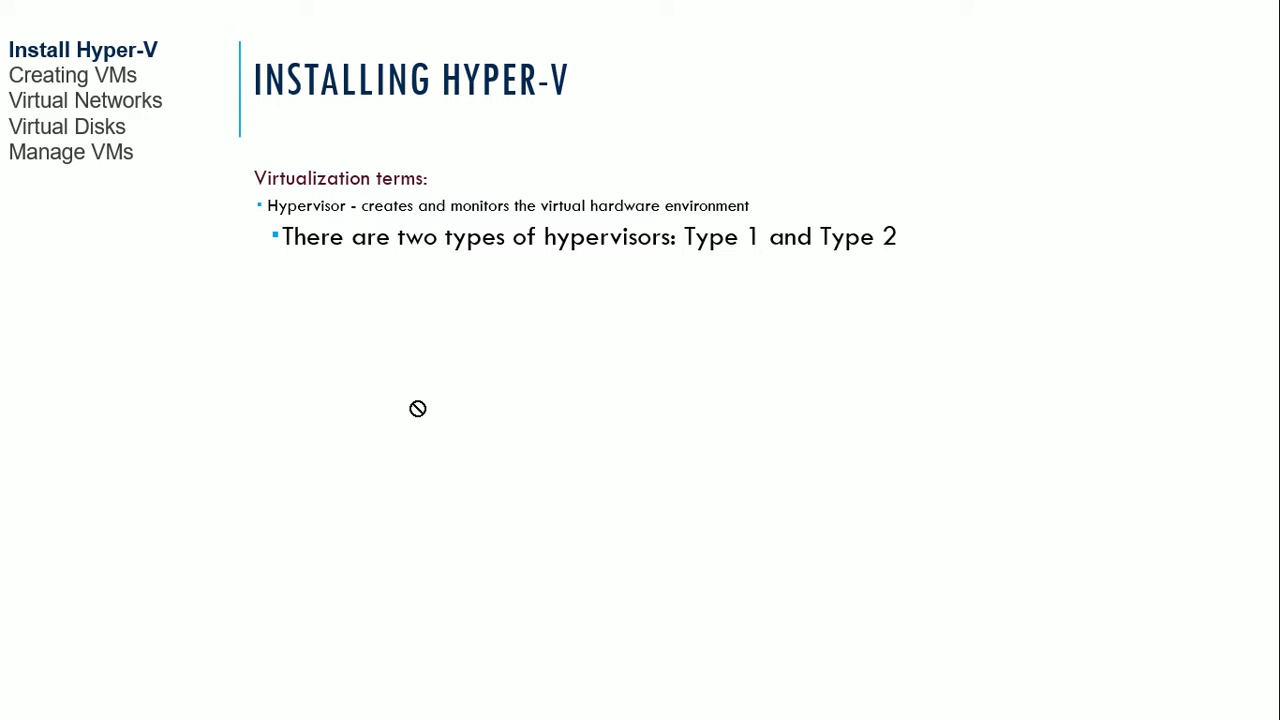 Install Hyper-V
Creating VMs
Virtual Networks
Virtual Disks
Manage VMs
INSTALLING HYPER-V
Virtualization terms:
▪ Hypervisor - creates and monitors the virtual hardware environment
▪ There are two types of hypervisors: Type 1 and Type 2